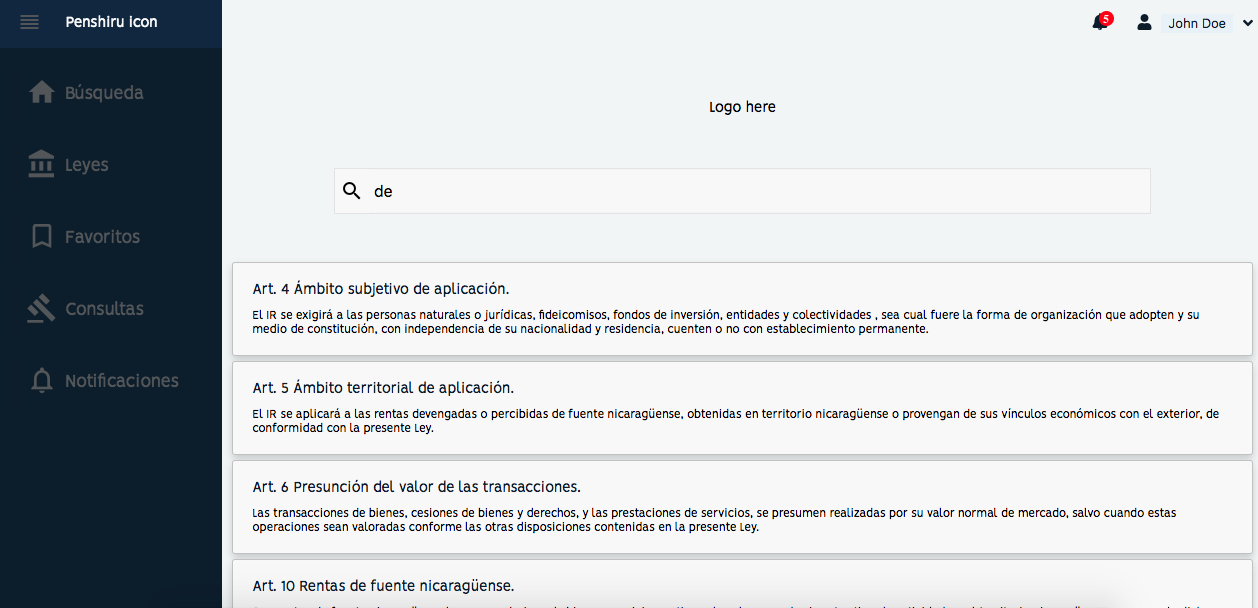 Penshiru icon
5
John Doe
Búsqueda
Leyes
Favoritos
Consultas
Notificaciones
Logo here
de
Art. 4 Ámbito subjetivo de aplicación.
El IR se exigirá a las personas naturales o jurídicas, fideicomisos, fondos de inversión, entidades y colectividades , sea cual fuere la forma de organización que adopten y su
medio de constitución, con independencia de su nacionalidad y residencia, cuenten o no con establecimiento permanente.
Art. 5 Ámbito territorial de aplicación.
El IR se aplicará a las rentas devengadas o percibidas de fuente nicaragüense, obtenidas en territorio nicaragüense o provengan de sus vínculos económicos con el exterior, de
conformidad con la presente Ley.
Art. 6 Presunción del valor de las transacciones.
Las transacciones de bienes, cesiones de bienes y derechos, y las prestaciones de servicios, se presumen realizadas por su valor normal de mercado, salvo cuando estas
operaciones sean valoradas conforme las otras disposiciones contenidas en la presente Ley.
Art. 10 Rentas de fuente nicaragüense.